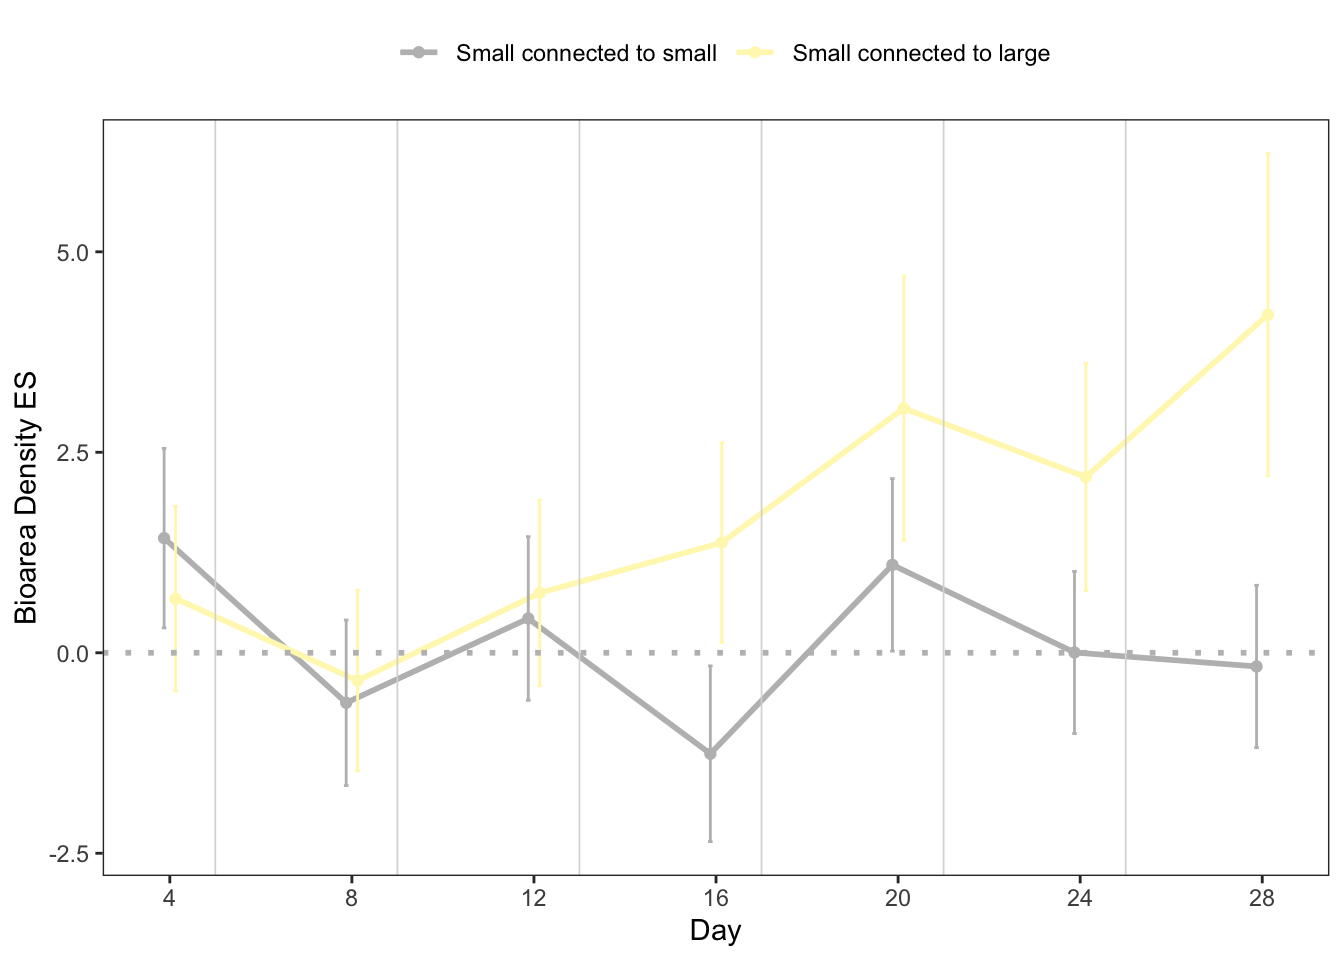 Small connected to small Small connected to large
Bioarea Density ES
5.0
2.5
0.0
-2.5
4 8 12 16 20 24 28
Day